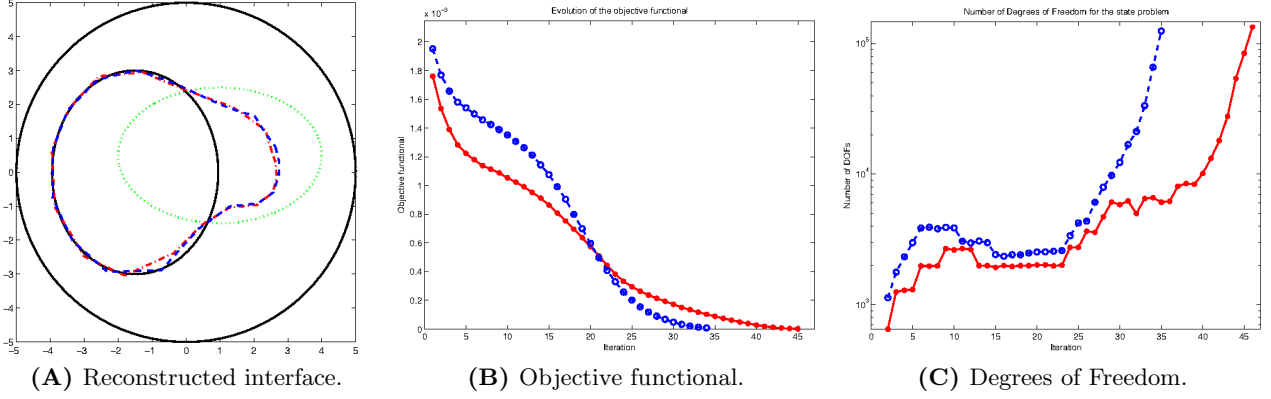 5
4
3
2
1
0
−1
−2
−3
−4
−5
−5 −4 −3 −2 −1 0 1 2 3 4 5
(A) Reconstructed interface.
Evolution of the objective functional
2
1.8
1.6
1.4
1.2
1
0.8
0.6
0.4
0.2
0
Objective functional
0 5 10 15 20 25 30 35 40 45 50
Iteration
(B) Objective functional.
Number of Degrees of Freedom for the state problem
10^5
10^4
10^3
Number of DOFs
0 5 10 15 20 25 30 35 40 45
Iteration
(C) Degrees of Freedom.